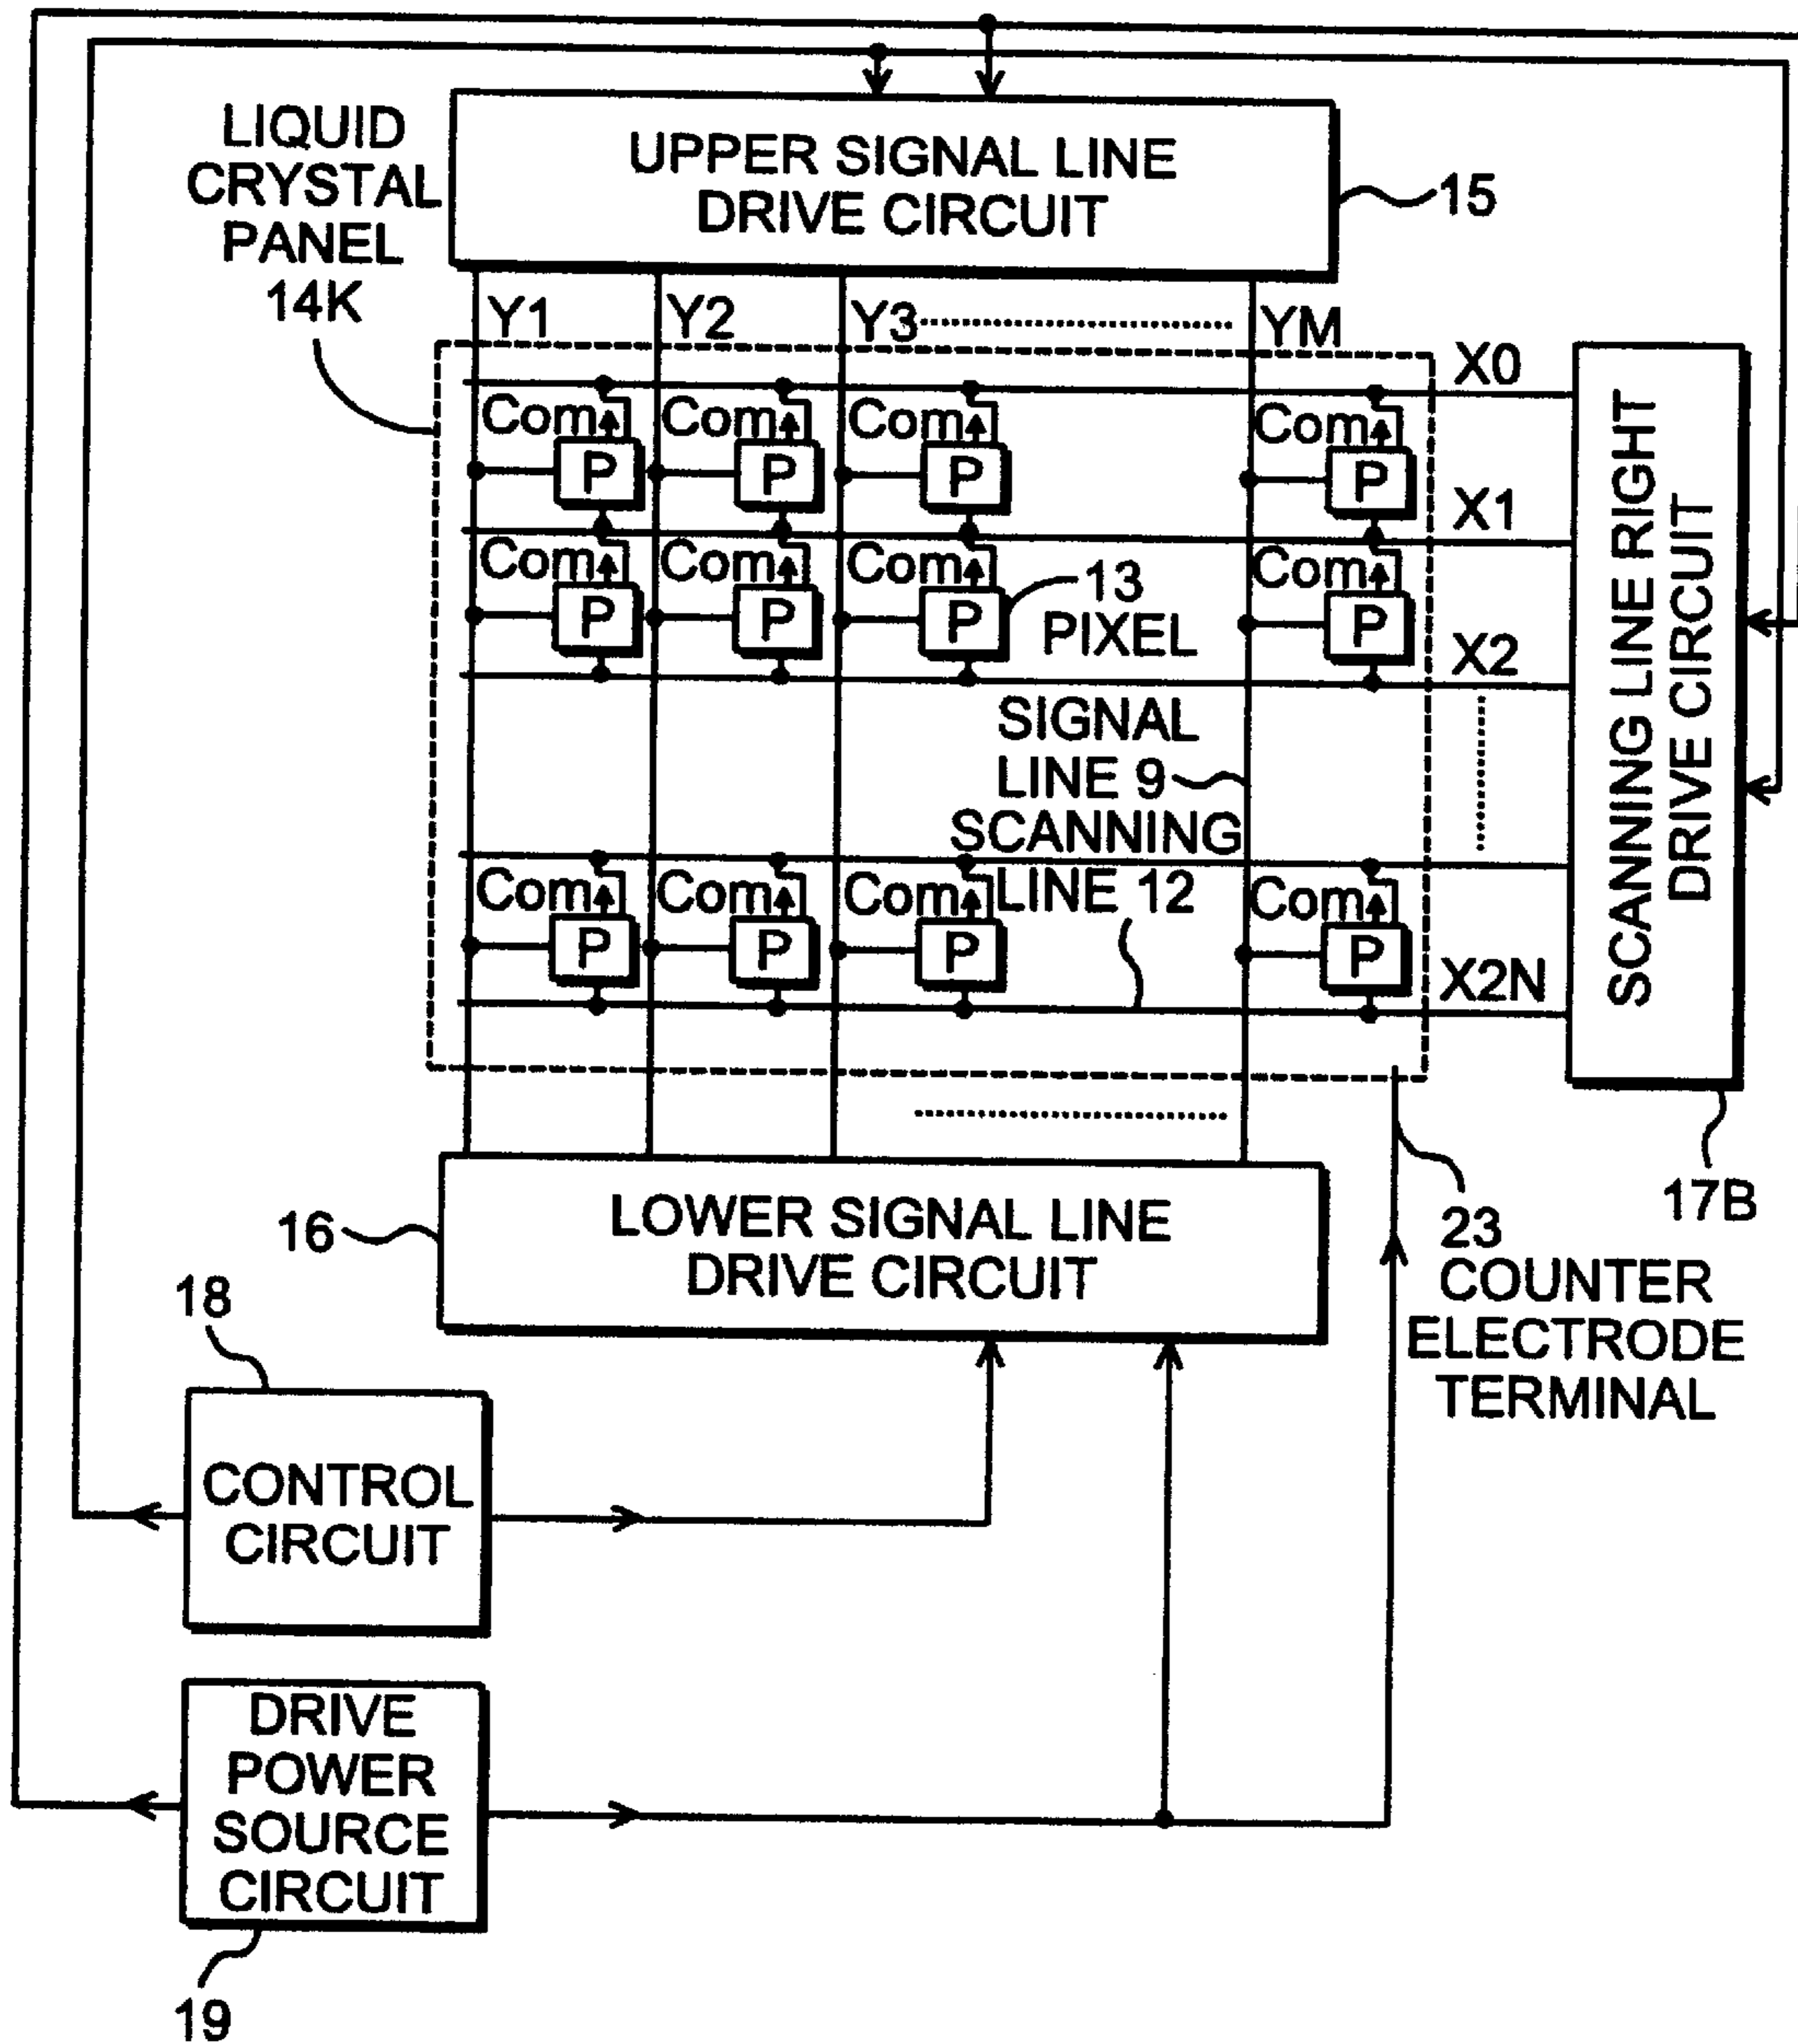 UPPER SIGNAL LINE
DRIVE CIRCUIT
15
LIQUID
CRYSTAL
PANEL
14K
Y1 Y2 Y3 YM
X0
Com Com Com Com
P P P P
X1
Com Com Com Com
P P P P
13
PIXEL
X2
SIGNAL
LINE 9
SCANNING
LINE 12
Com Com Com Com
P P P P
X2N
SCANNING LINE RIGHT
DRIVE CIRCUIT
17B
LOWER SIGNAL LINE
DRIVE CIRCUIT
16
23
COUNTER
ELECTRODE
TERMINAL
18
CONTROL
CIRCUIT
DRIVE
POWER
SOURCE
CIRCUIT
19